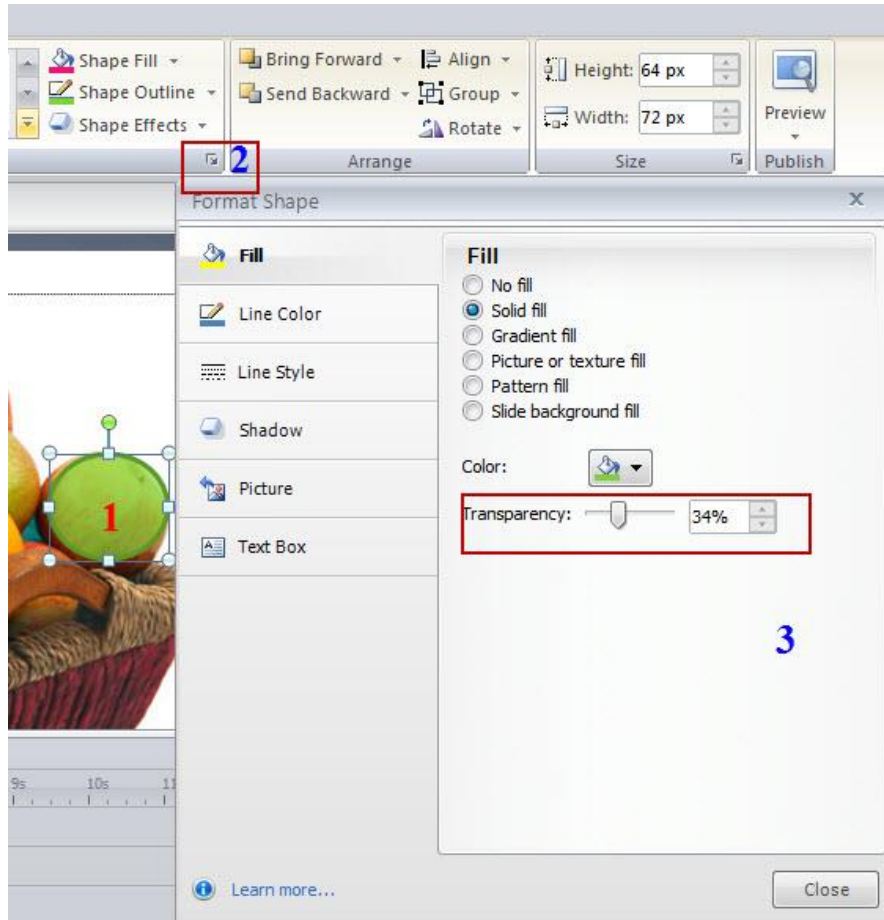 Shape Fill
Shape Outline
Shape Effects
Bring Forward
Send Backward
Align
Group
Rotate
Height: 64 px
Width: 72 px
Preview
2
Arrange
Size
Publish
Format Shape
Fill
Line Color
Line Style
Shadow
Picture
Text Box
Fill
No fill
Solid fill
Gradient fill
Picture or texture fill
Pattern fill
Slide background fill
Color:
Transparency: 34%
1
3
9s 10s 11
Learn more...
Close